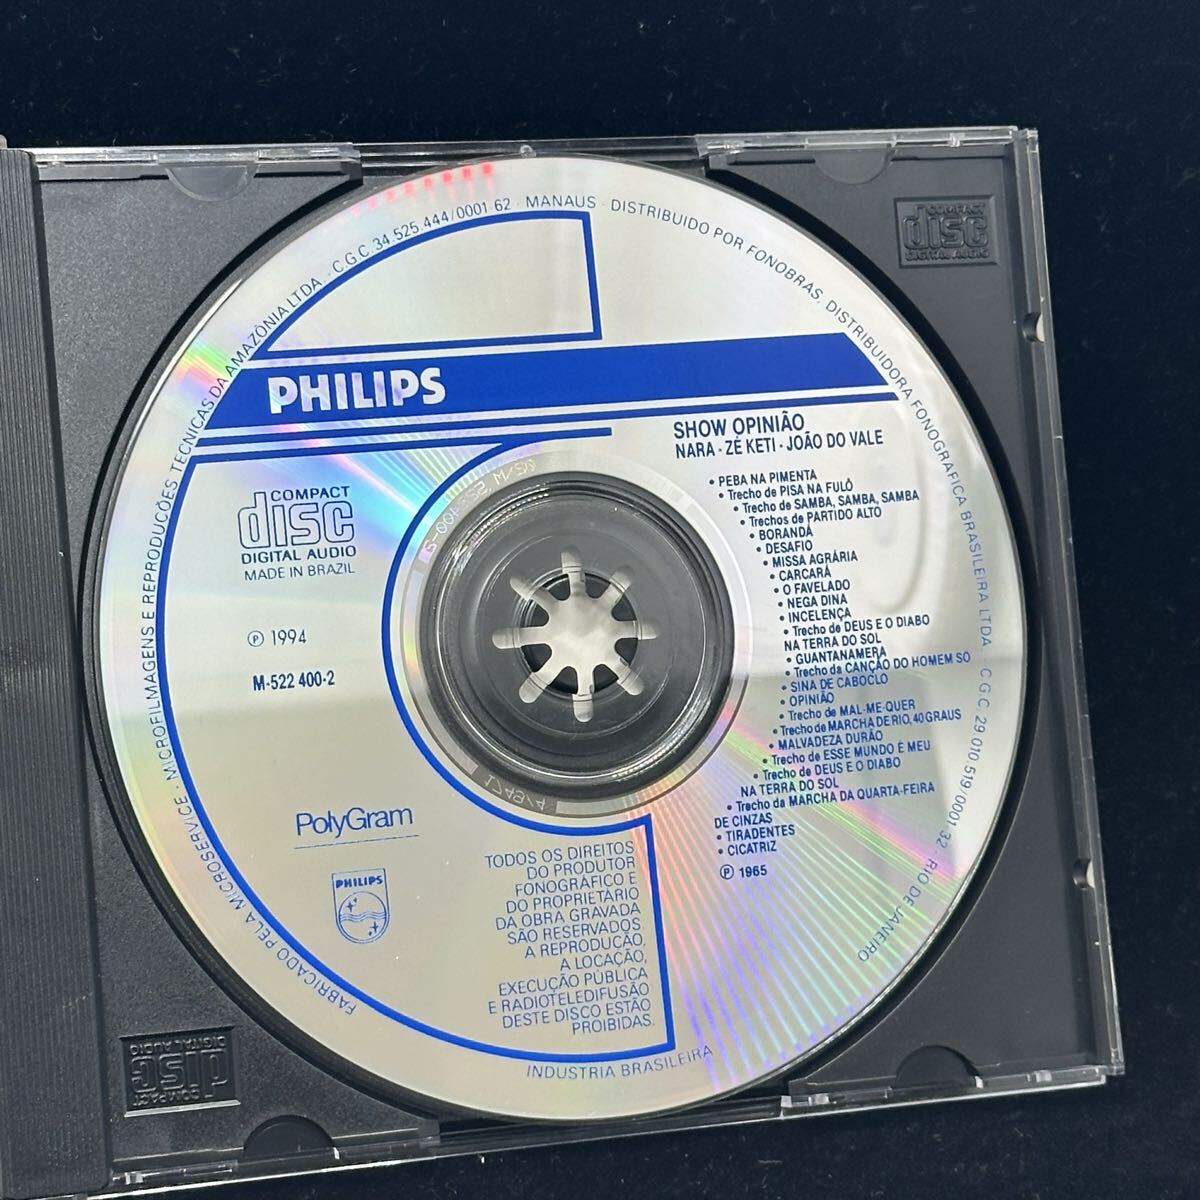 FABRICADO PELA MICROSERVICE · MICROFILMAGENS E REPRODUCÕES TECNICAS DA AMAZÔNIA LTDA · C.G.C. 34.525.444/0001-62 · MANAUS · DISTRIBUIDO POR FONOBRAS, DISTRIBUIDORA FONOGRÁFICA BRASILEIRA LTDA C G C 29.010.519/0001 32 · RIO DE JANEIRO
PHILIPS
COMPACT
disc
DIGITAL AUDIO
MADE IN BRAZIL
℗ 1994
M-522 400-2
PolyGram
PHILIPS
SHOW OPINIÃO
NARA · ZÉ KETI · JOÃO DO VALE
• PEBA NA PIMENTA
• Trecho de PISA NA FULÔ
• Trecho de SAMBA, SAMBA, SAMBA
• Trechos de PARTIDO ALTO
• BORANDÁ
• DESAFIO
• MISSA AGRÁRIA
• CARCARÁ
• O FAVELADO
• NEGA DINA
• INCELENÇA
• Trecho de DEUS E O DIABO
NA TERRA DO SOL
• GUANTANAMERA
• Trecho da CANÇÃO DO HOMEM SÓ
• SINA DE CABOCLO
• OPINIÃO
• Trecho de MAL-ME-QUER
• Trecho de MARCHA DE RIO, 40 GRAUS
• MALVADEZA DURÃO
• Trecho de ESSE MUNDO É MEU
• Trecho de DEUS E O DIABO
NA TERRA DO SOL
• Trecho da MARCHA DA QUARTA-FEIRA
DE CINZAS
• TIRADENTES
• CICATRIZ
℗ 1965
TODOS OS DIREITOS
DO PRODUTOR
FONOGRÁFICO E
DO PROPRIETÁRIO
DA OBRA GRAVADA
SÃO RESERVADOS.
A REPRODUÇÃO,
A LOCAÇÃO,
EXECUÇÃO PÚBLICA
E RADIOTELEDIFUSÃO
DESTE DISCO ESTÃO
PROIBIDAS.
INDUSTRIA BRASILEIRA
COMPACT
disc
DIGITAL AUDIO
COMPACT
disc
DIGITAL AUDIO